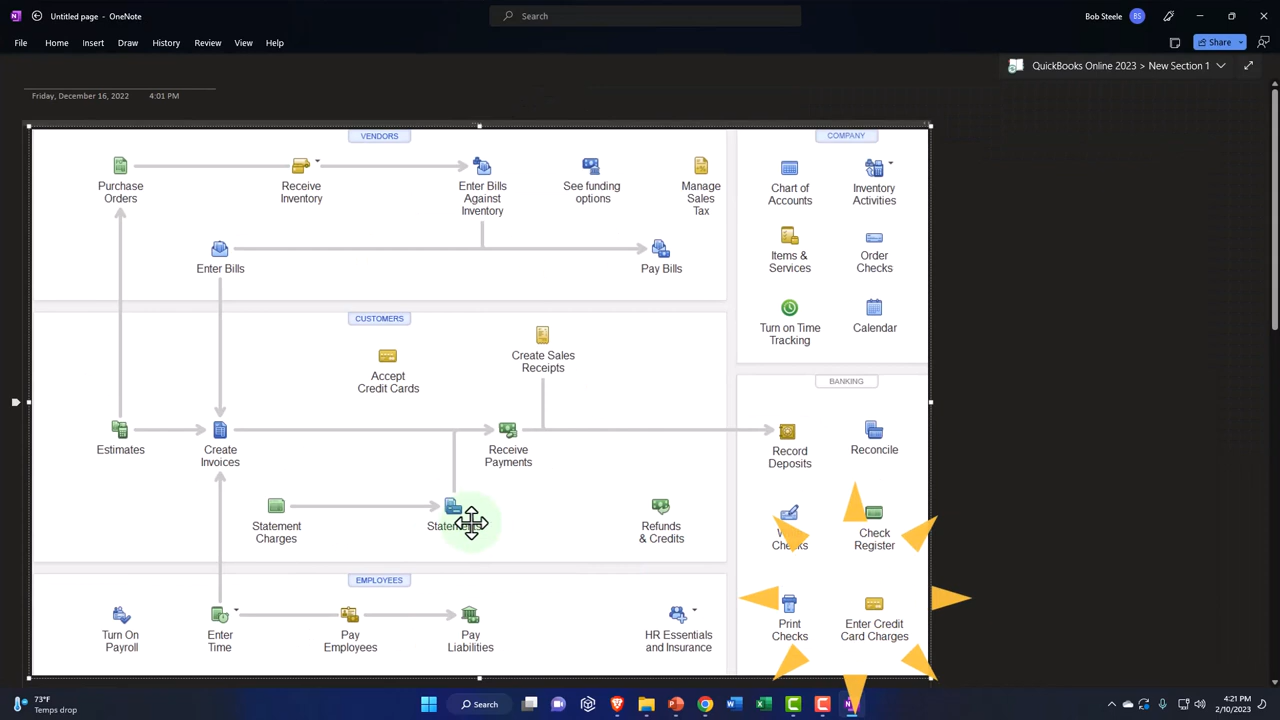 Untitled page - OneNote
Search
Bob Steele
BS
File Home Insert Draw History Review View Help
Share
QuickBooks Online 2023 > New Section 1
Friday, December 16, 2022 4:01 PM
VENDORS
Purchase
Orders
Receive
Inventory
Enter Bills
Against
Inventory
See funding
options
Manage
Sales
Tax
Enter Bills
Pay Bills
CUSTOMERS
Accept
Credit Cards
Create Sales
Receipts
Estimates
Create
Invoices
Receive
Payments
Statement
Charges
Refunds
& Credits
EMPLOYEES
Turn On
Payroll
Enter
Time
Pay
Employees
Pay
Liabilities
HR Essentials
and Insurance
COMPANY
Chart of
Accounts
Inventory
Activities
Items &
Services
Order
Checks
Turn on Time
Tracking
Calendar
BANKING
Record
Deposits
Reconcile
Checks
Check
Register
Print
Checks
Enter Credit
Card Charges
73°F
Temps drop
Search
4:21 PM
2/10/2023